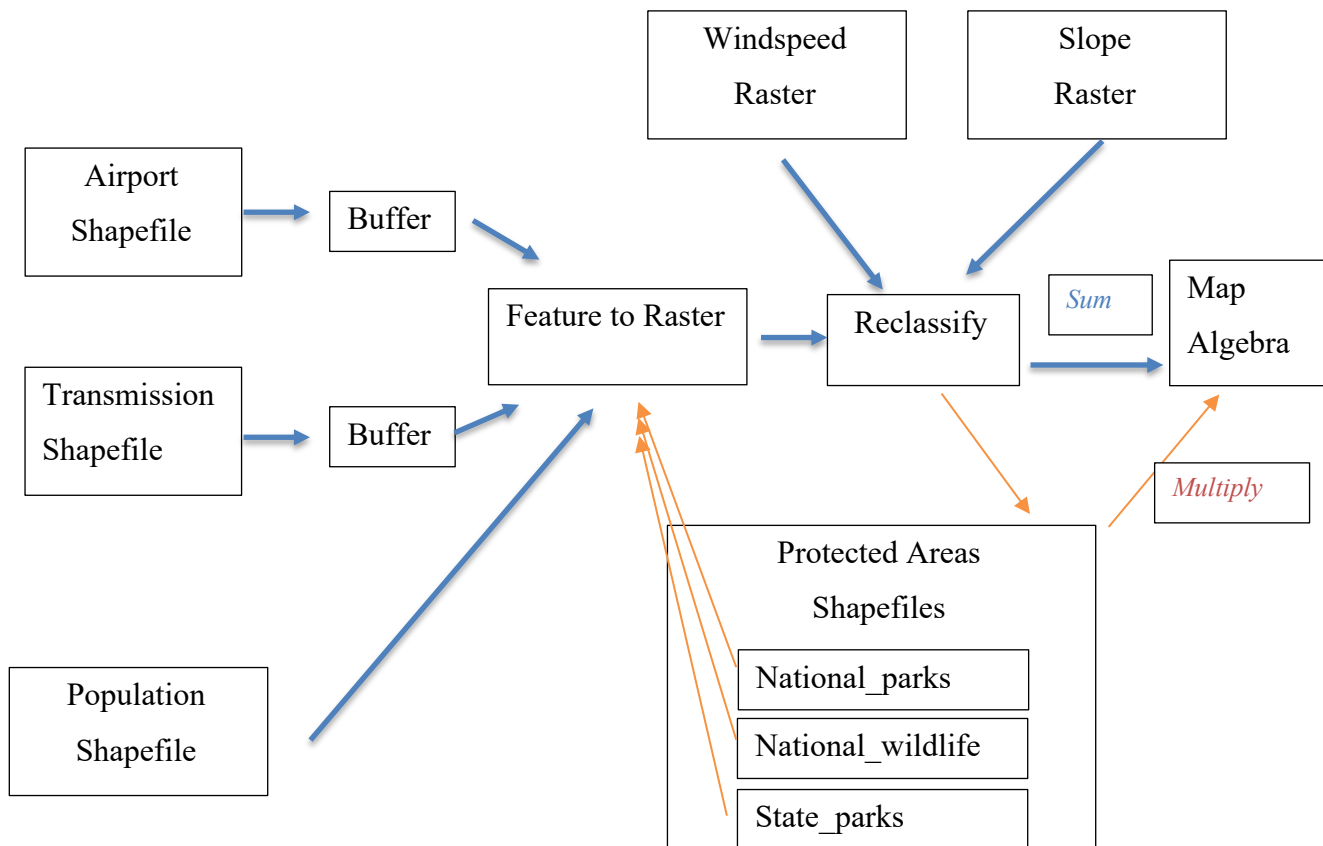 Windspeed
Raster
Slope
Raster
Airport
Shapefile
Buffer
Feature to Raster
Reclassify
Sum
Map
Algebra
Transmission
Shapefile
Buffer
Multiply
Protected Areas
Shapefiles
National_parks
National_wildlife
State_parks
Population
Shapefile